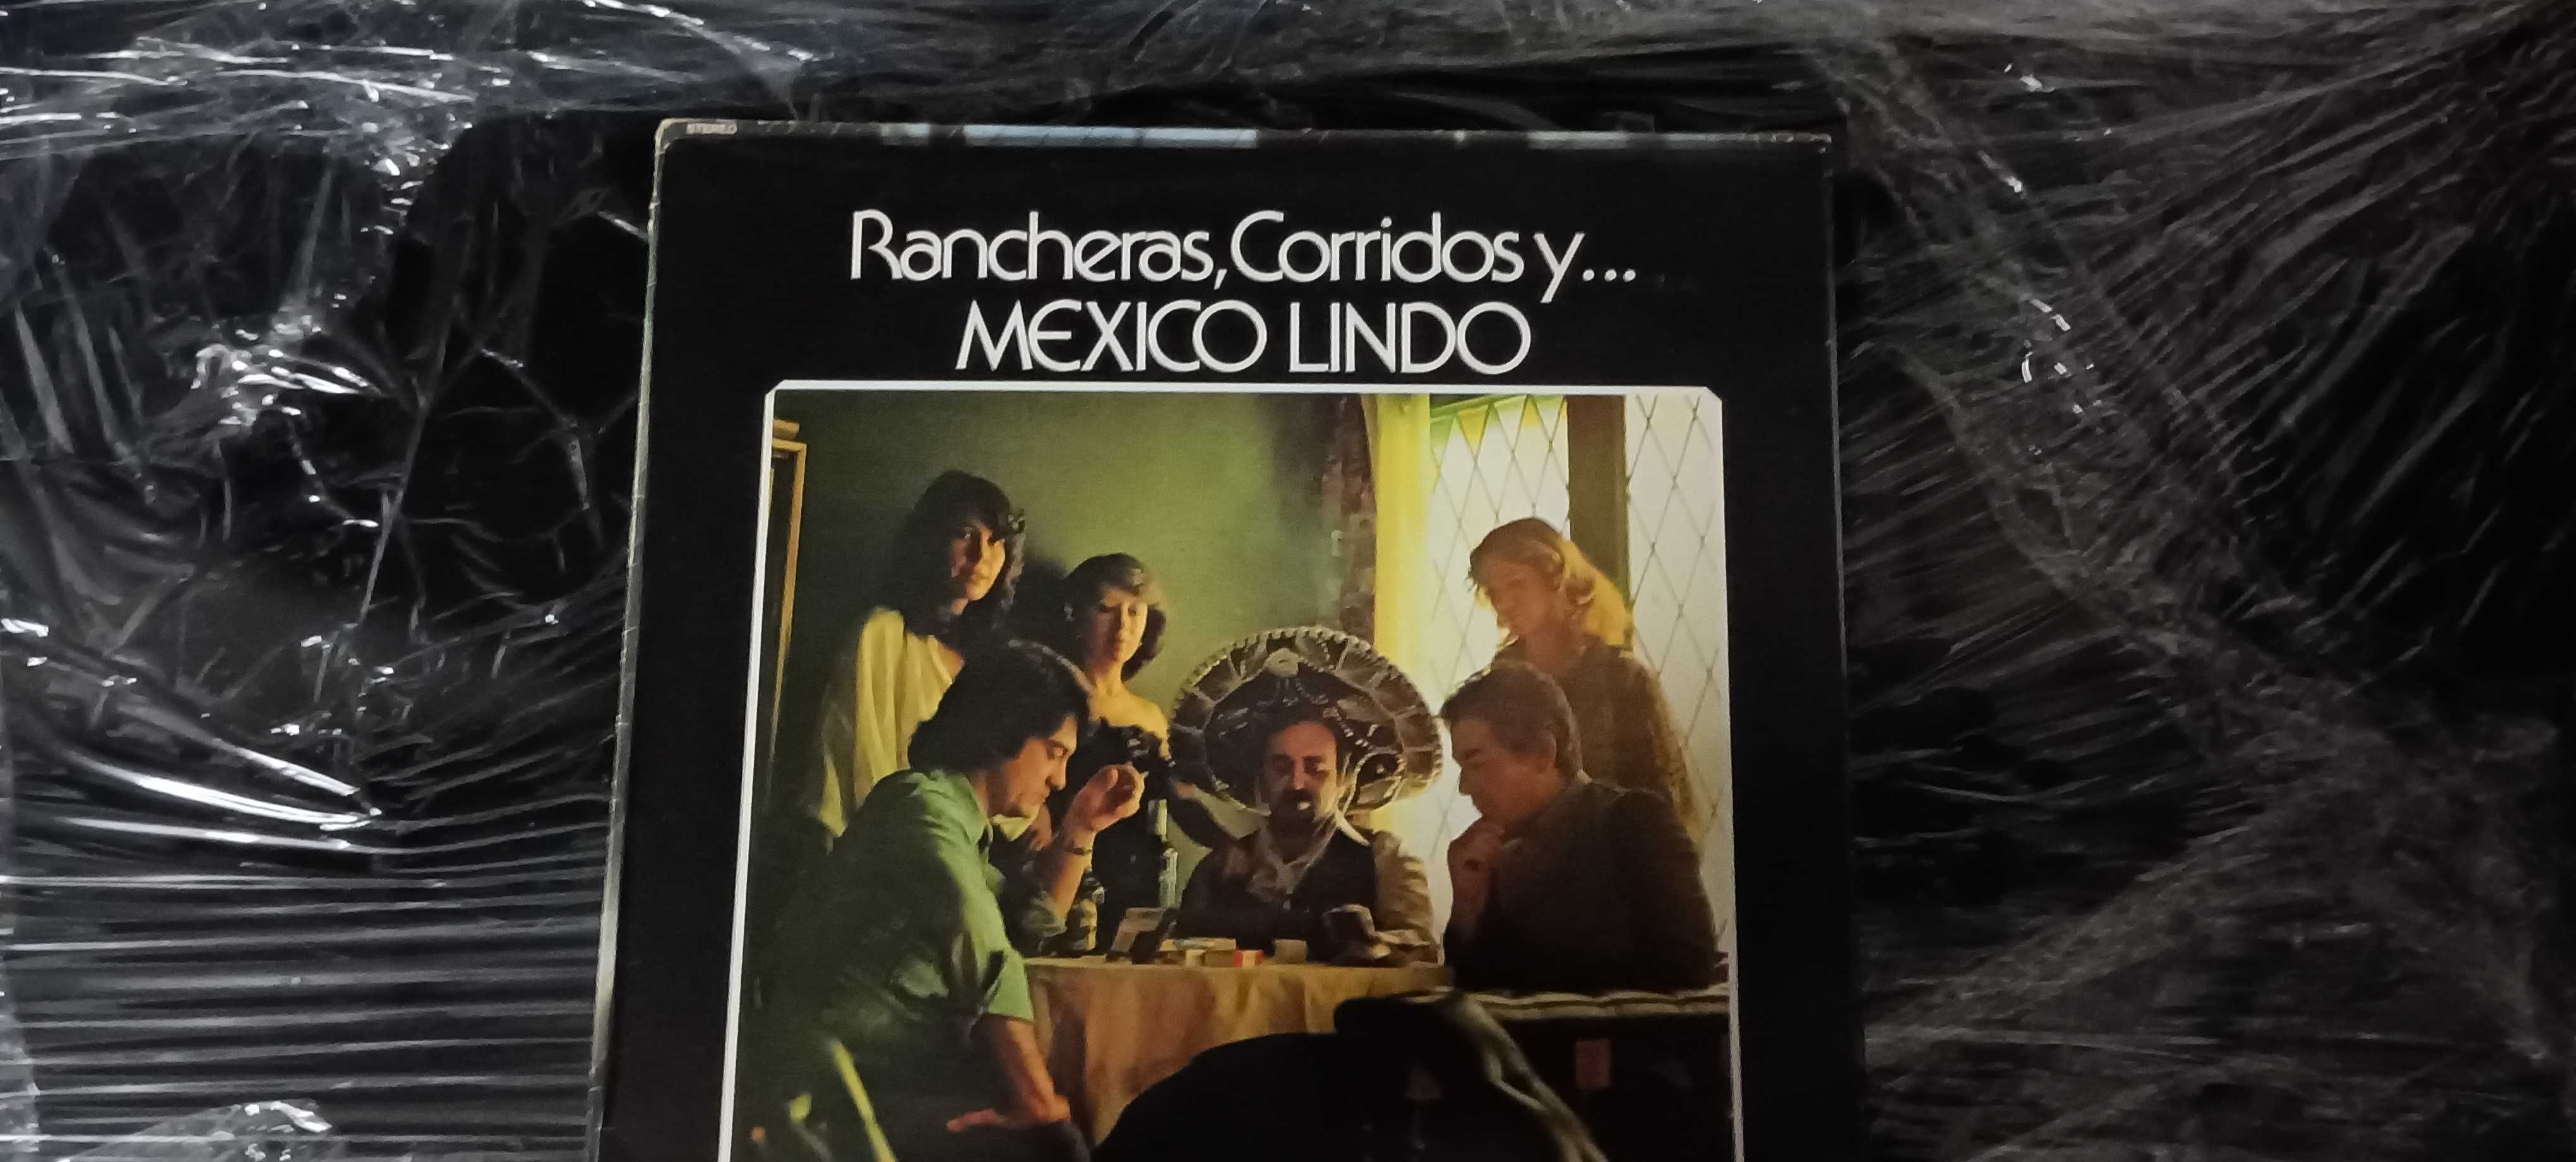 STEREO
Rancheras, Corridos y...
MEXICO LINDO